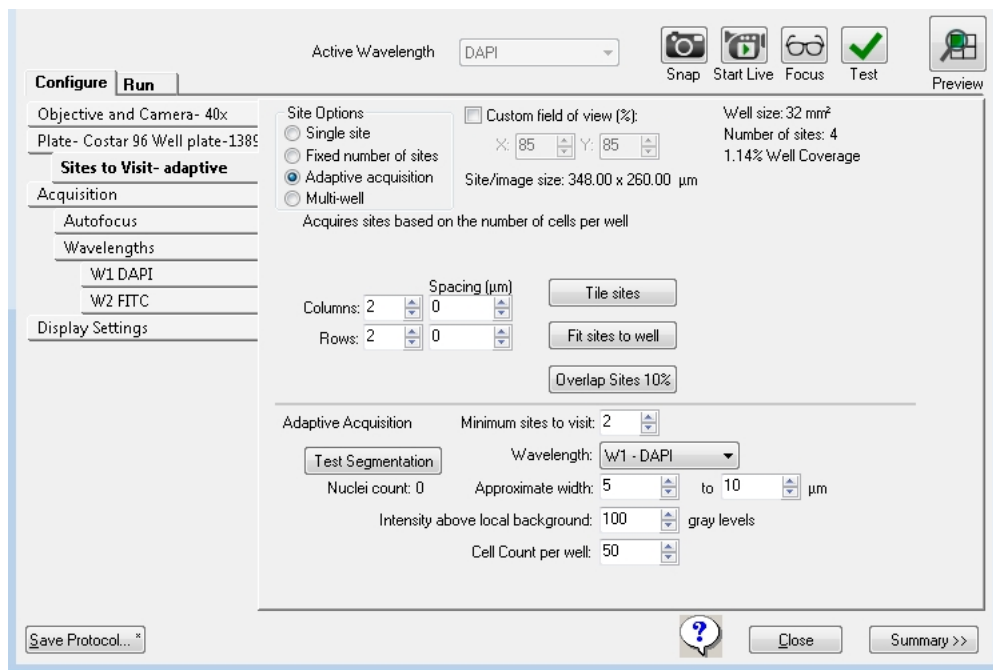 Active Wavelength DAPI
Snap Start Live Focus Test Preview
Configure Run
Objective and Camera- 40x
Plate- Costar 96 Well plate-1389
Sites to Visit- adaptive
Acquisition
Autofocus
Wavelengths
W1 DAPI
W2 FITC
Display Settings
Site Options
Single site
Fixed number of sites
Adaptive acquisition
Multi-well
Custom field of view (%):
X: 85 Y: 85
Site/image size: 348.00 x 260.00 µm
Well size: 32 mm²
Number of sites: 4
1.14% Well Coverage
Acquires sites based on the number of cells per well
Spacing (µm)
Columns: 2 0
Rows: 2 0
Tile sites
Fit sites to well
Overlap Sites 10%
Adaptive Acquisition
Minimum sites to visit: 2
Test Segmentation
Wavelength: W1 - DAPI
Nuclei count: 0
Approximate width: 5 to 10 µm
Intensity above local background: 100 gray levels
Cell Count per well: 50
Save Protocol... *
?
Close
Summary >>